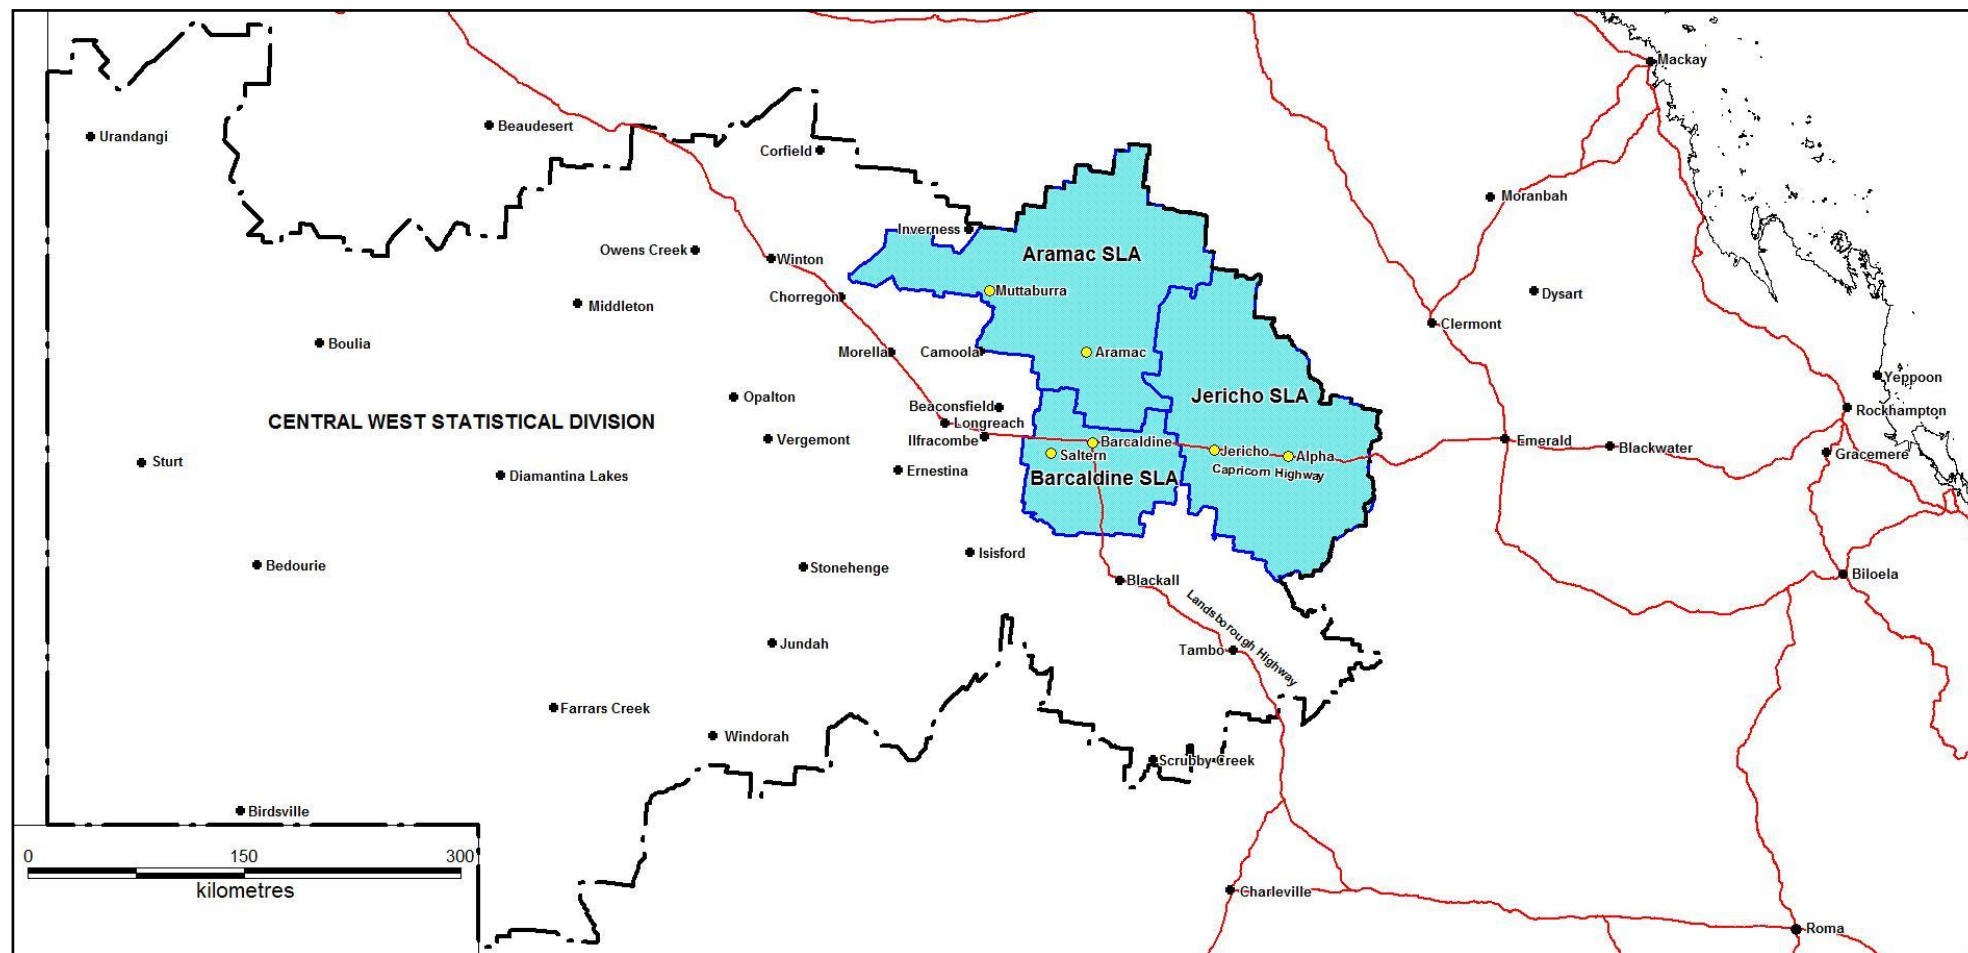 Mackay
Urandangi
Beaudesert
Corfield
Moranbah
Inverness
Owens Creek
Aramac SLA
Winton
Muttaburra
Chorregon
Dysart
Middleton
Clermont
Boulia
Morella
Camoola
Aramac
Yeppoon
Opalton
Jericho SLA
Beaconsfield
Rockhampton
CENTRAL WEST STATISTICAL DIVISION
Longreach
Vergemont
Ilfracombe
Barcaldine
Emerald
Blackwater
Saltern
Jericho
Alpha
Gracemere
Sturt
Ernestina
Capricorn Highway
Diamantina Lakes
Barcaldine SLA
Isisford
Bedourie
Stonehenge
Blackall
Biloela
Landsborough Highway
Jundah
Tambo
Farrars Creek
Windorah
Scrubby Creek
Birdsville
0 150 300
kilometres
Charleville
Roma